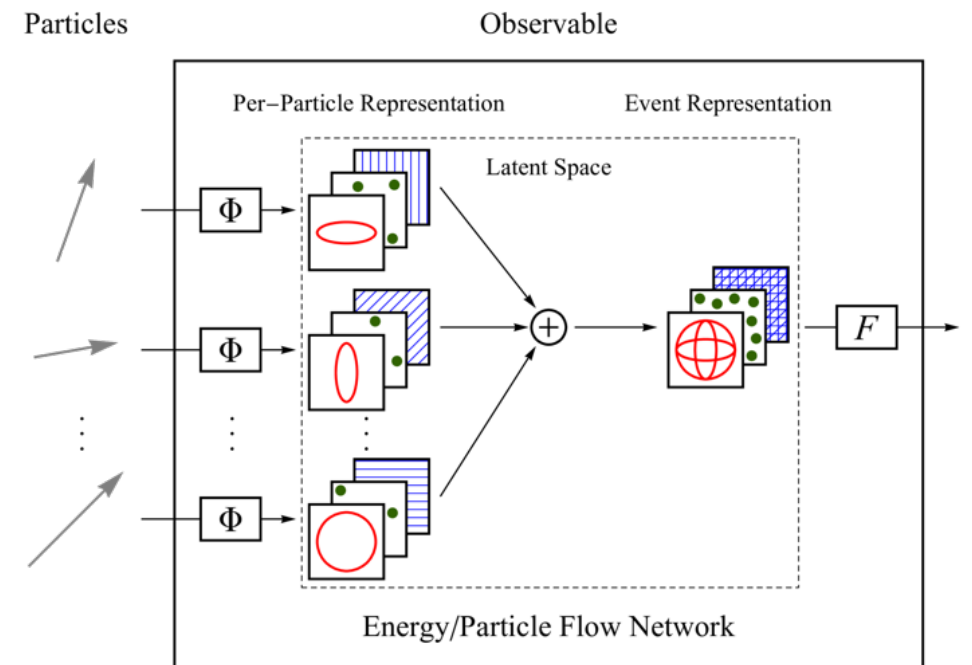 Particles
Observable
Per−Particle Representation
Event Representation
Latent Space
Φ
Φ
Φ
F
Energy/Particle Flow Network